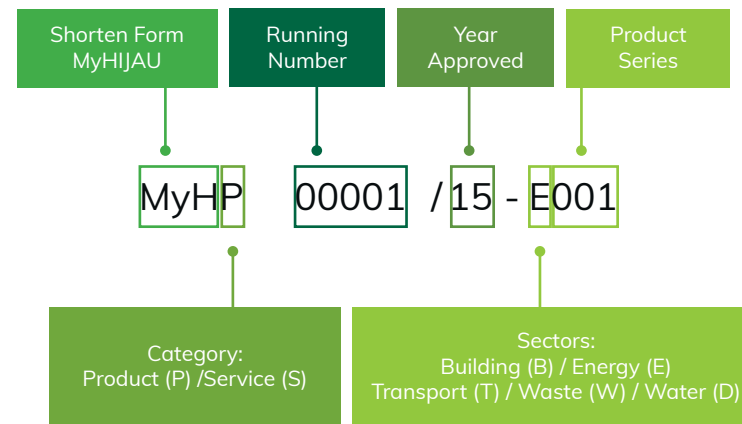 Shorten Form
MyHIJAU
Running
Number
Year
Approved
Product
Series
MyHP 00001 / 15 - E001
Category:
Product (P) /Service (S)
Sectors:
Building (B) / Energy (E)
Transport (T) / Waste (W) / Water (D)